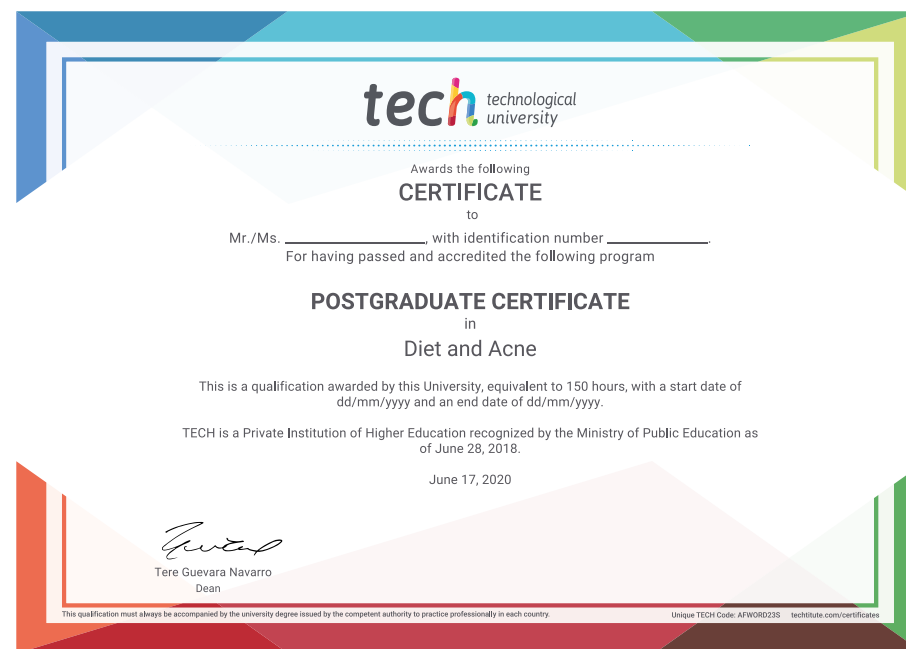 tech technological
university
Awards the following
CERTIFICATE
to
Mr./Ms. ____________________, with identification number ______________.
For having passed and accredited the following program
POSTGRADUATE CERTIFICATE
in
Diet and Acne
This is a qualification awarded by this University, equivalent to 150 hours, with a start date of
dd/mm/yyyy and an end date of dd/mm/yyyy.
TECH is a Private Institution of Higher Education recognized by the Ministry of Public Education as
of June 28, 2018.
June 17, 2020
Tere Guevara Navarro
Dean
This qualification must always be accompanied by the university degree issued by the competent authority to practice professionally in each country. Unique TECH Code: AFWORD23S techtitute.com/certificates